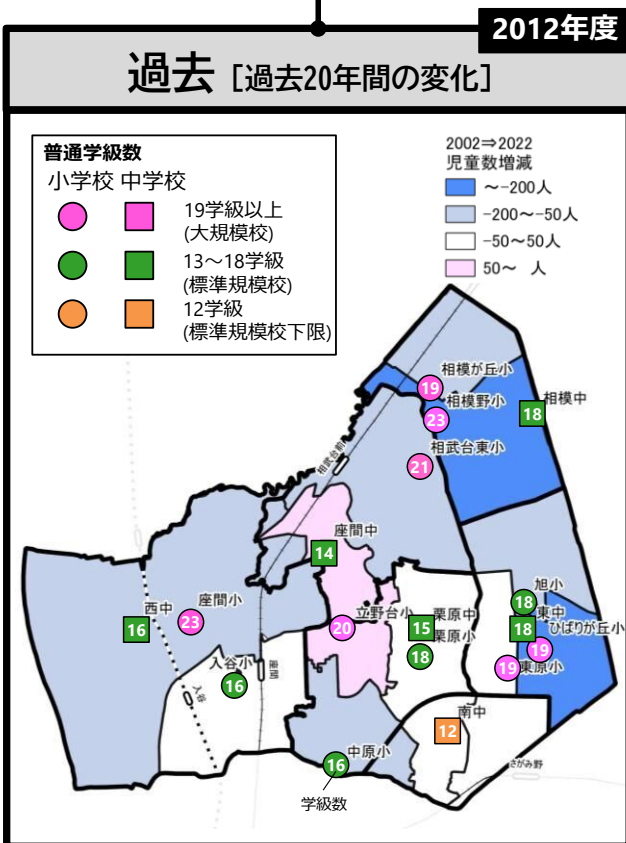 2012年度
過去 [過去20年間の変化]
普通学級数
小学校 中学校
19学級以上
(大規模校)
13～18学級
(標準規模校)
12学級
(標準規模校下限)
2002⇒2022
児童数増減
～-200人
-200～-50人
-50～50人
50～ 人
相模が丘小
19
相模野小
23
相模中
18
相武台東小
21
相武台前
座間中
14
旭小
18
東中
18
ひばりが丘小
19
東原小
19
栗原中
15
栗原小
18
立野台小
20
座間小
23
西中
16
入谷小
16
座間
入谷
南中
12
中原小
16
学級数
さがみ野